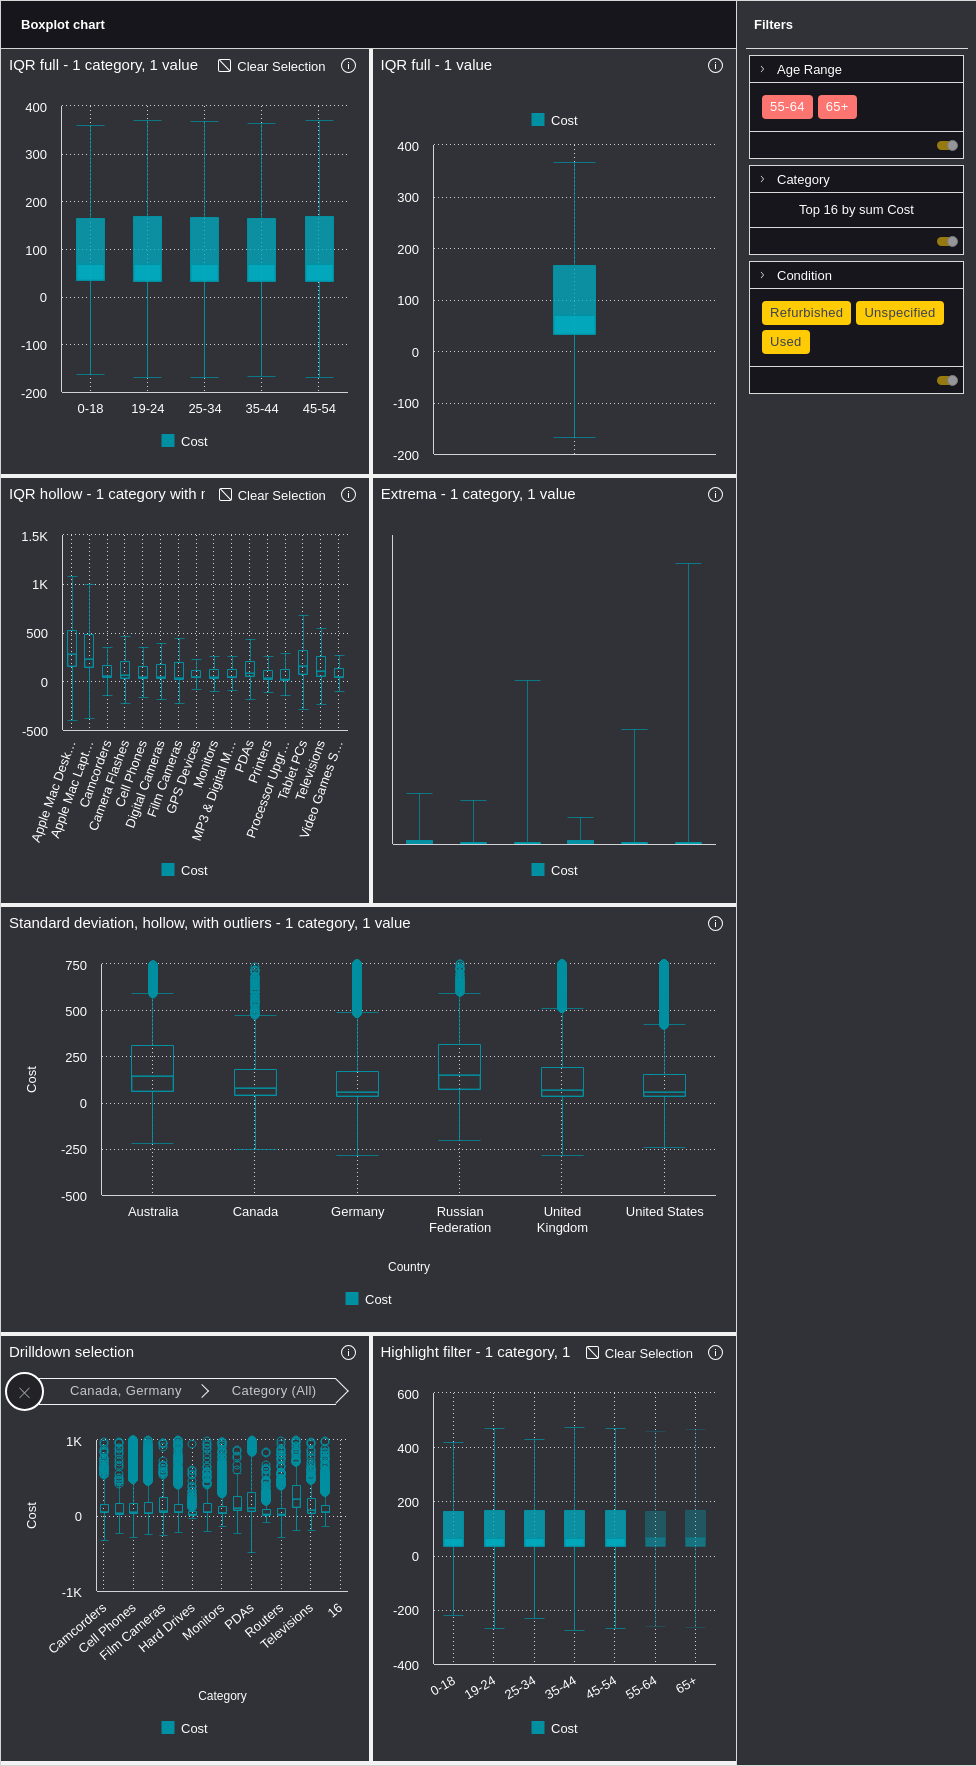 Boxplot chart
Filters
IQR full - 1 category, 1 value
Clear Selection
400
300
200
100
0
-100
-200
0-18 19-24 25-34 35-44 45-54
Cost
IQR full - 1 value
Cost
400
300
200
100
0
-100
-200
Age Range
55-64 65+
Category
Top 16 by sum Cost
Condition
Refurbished Unspecified
Used
IQR hollow - 1 category with r
Clear Selection
1.5K
1K
500
0
-500
Apple Mac Desk...
Apple Mac Lapt...
Camcorders
Camera Flashes
Cell Phones
Digital Cameras
Film Cameras
GPS Devices
Monitors
MP3 & Digital M...
PDAs
Printers
Processor Upgr...
Tablet PCs
Televisions
Video Games S...
Cost
Extrema - 1 category, 1 value
Cost
Standard deviation, hollow, with outliers - 1 category, 1 value
Cost
750
500
250
0
-250
-500
Australia Canada Germany Russian Federation United Kingdom United States
Country
Cost
Drilldown selection
Canada, Germany Category (All)
Cost
1K
0
-1K
Camcorders
Cell Phones
Film Cameras
Hard Drives
Monitors
PDAs
Routers
Televisions
16
Category
Cost
Highlight filter - 1 category, 1
Clear Selection
600
400
200
0
-200
-400
0-18
19-24
25-34
35-44
45-54
55-64
65+
Cost